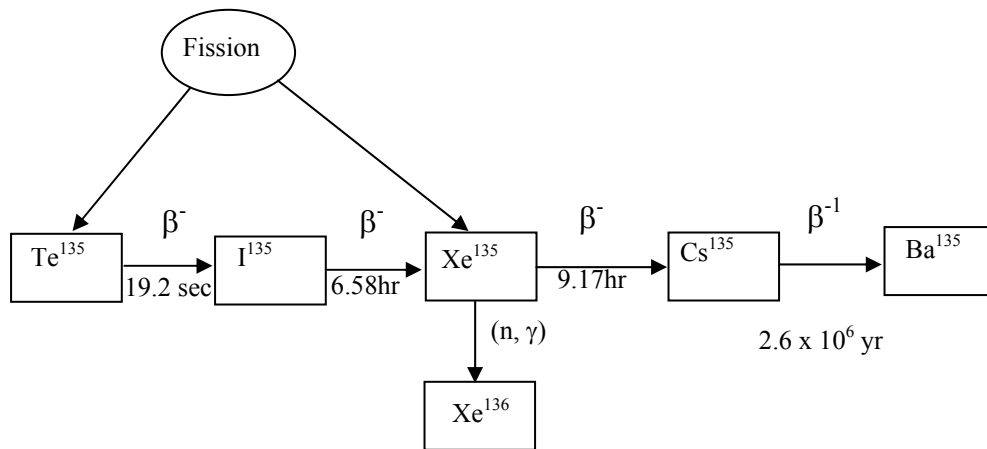 Fission
β⁻
β⁻
β⁻
β⁻¹
Te¹³⁵
I¹³⁵
Xe¹³⁵
Cs¹³⁵
Ba¹³⁵
19.2 sec
6.58hr
9.17hr
(n, γ)
2.6 x 10⁶ yr
Xe¹³⁶